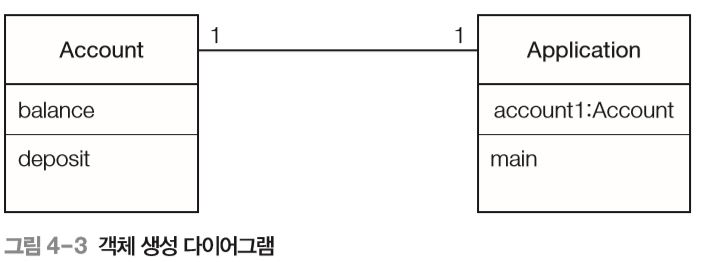 Account
1
1
Application
balance
account1:Account
deposit
main
그림 4-3 객체 생성 다이어그램